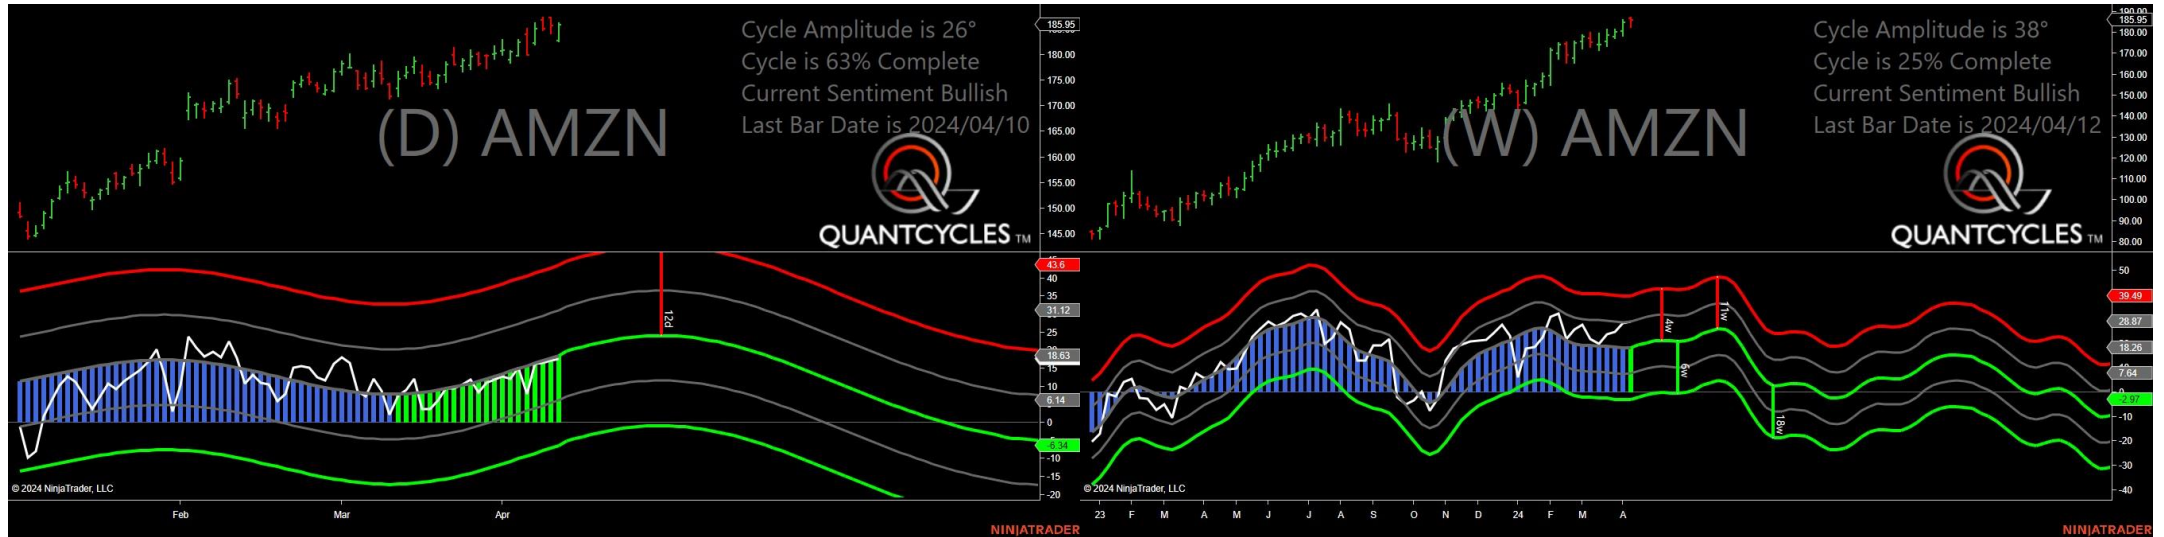 Cycle Amplitude is 26°
Cycle is 63% Complete
Current Sentiment Bullish
Last Bar Date is 2024/04/10
(D) AMZN
QUANTCYCLES TM
185.95
180.00
175.00
170.00
165.00
160.00
155.00
150.00
145.00
43.6
40
35
31.12
25
18.63
15
10
6.14
0
-6.34
-10
-15
-20
12d
© 2024 NinjaTrader, LLC
Feb Mar Apr
NINJATRADER
Cycle Amplitude is 38°
Cycle is 25% Complete
Current Sentiment Bullish
Last Bar Date is 2024/04/12
(W) AMZN
QUANTCYCLES TM
190.00
185.95
180.00
170.00
160.00
150.00
140.00
130.00
120.00
110.00
100.00
90.00
80.00
50
39.49
28.87
18.26
7.64
0
-2.97
-10
-20
-30
-40
4w
6w
11w
18w
© 2024 NinjaTrader, LLC
23 F M A M J J A S O N D 24 F M A
NINJATRADER